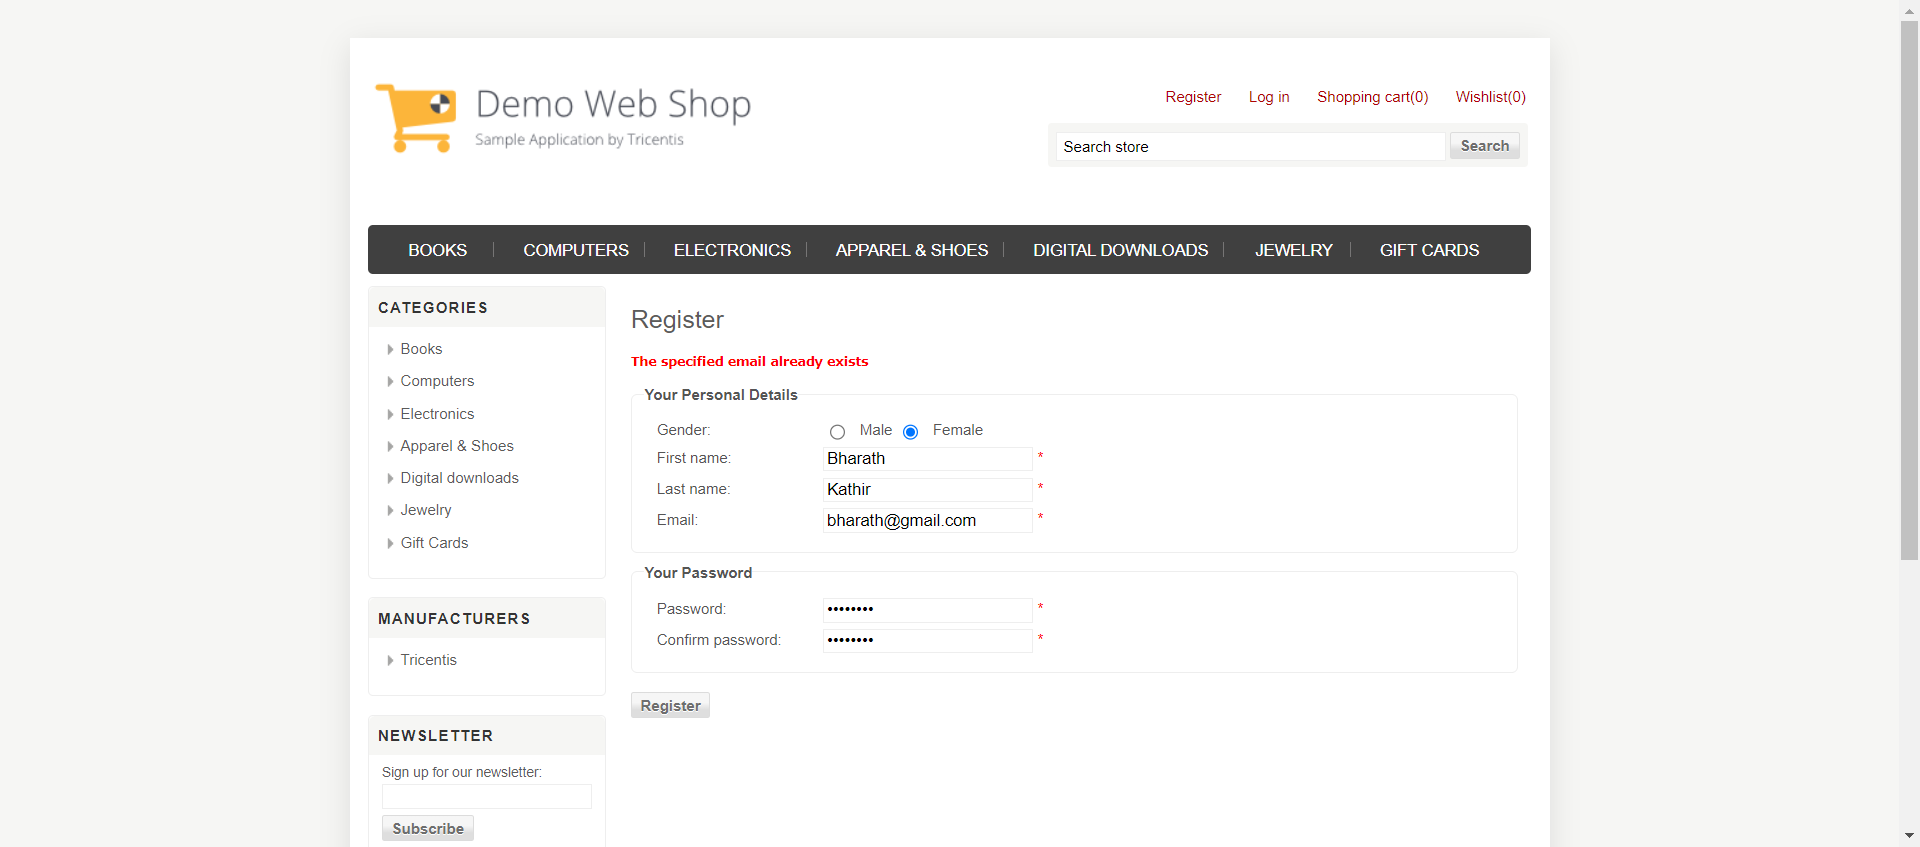 Demo Web Shop
Sample Application by Tricentis
Register Log in Shopping cart(0) Wishlist(0)
Search store Search
BOOKS COMPUTERS ELECTRONICS APPAREL & SHOES DIGITAL DOWNLOADS JEWELRY GIFT CARDS
CATEGORIES
Books
Computers
Electronics
Apparel & Shoes
Digital downloads
Jewelry
Gift Cards
MANUFACTURERS
Tricentis
NEWSLETTER
Sign up for our newsletter:
Subscribe
Register
The specified email already exists
Your Personal Details
Gender: Male Female
First name: Bharath *
Last name: Kathir *
Email: bharath@gmail.com *
Your Password
Password: •••••••• *
Confirm password: •••••••• *
Register